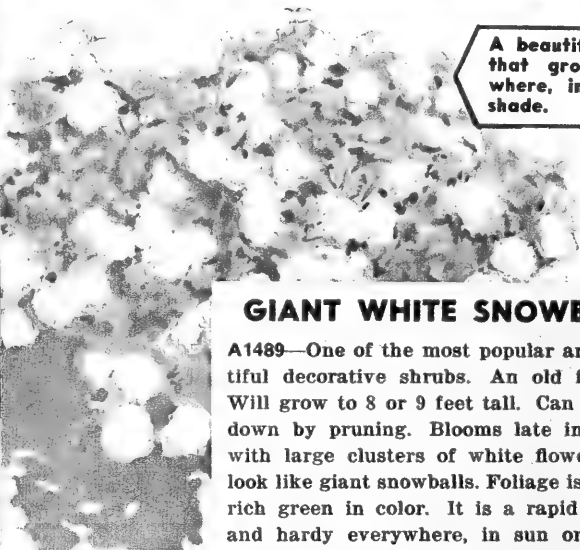 A beautif
that gro
where, in
shade.
GIANT WHITE SNOWB
A1489—One of the most popular an
tiful decorative shrubs. An old f
Will grow to 8 or 9 feet tall. Can
down by pruning. Blooms late in
with large clusters of white flowe
look like giant snowballs. Foliage is
rich green in color. It is a rapid
and hardy everywhere, in sun or